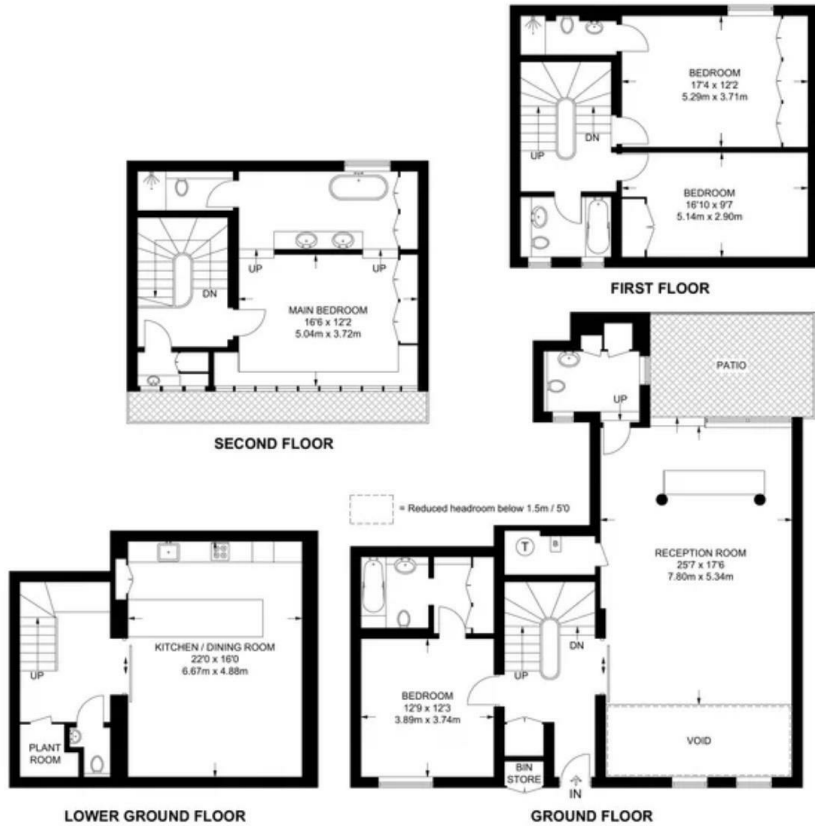 BEDROOM
17'4 x 12'2
5.29m x 3.71m
DN
UP
BEDROOM
16'10 x 9'7
5.14m x 2.90m
FIRST FLOOR
UP
UP
DN
MAIN BEDROOM
16'6 x 12'2
5.04m x 3.72m
SECOND FLOOR
PATIO
UP
= Reduced headroom below 1.5m / 5'0
T
B
RECEPTION ROOM
25'7 x 17'6
7.80m x 5.34m
DN
UP
BEDROOM
12'9 x 12'3
3.89m x 3.74m
VOID
BIN
STORE
IN
GROUND FLOOR
KITCHEN / DINING ROOM
22'0 x 16'0
6.67m x 4.88m
UP
PLANT
ROOM
LOWER GROUND FLOOR